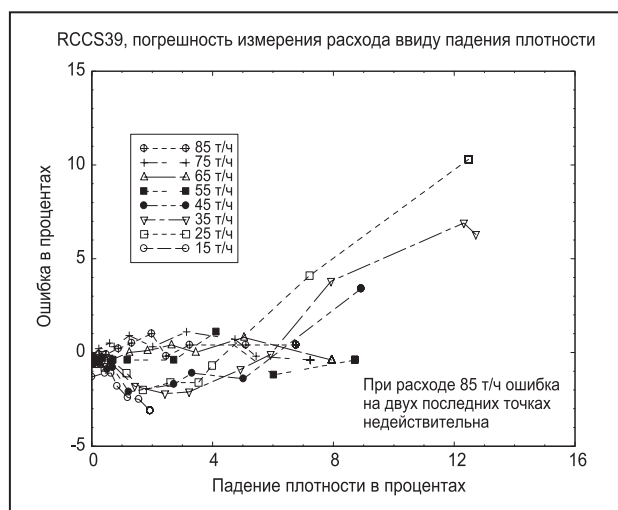 RCCS39, погрешность измерения расхода ввиду падения плотности
15
10
5
0
-5
Ошибка в процентах
85 т/ч
75 т/ч
65 т/ч
55 т/ч
45 т/ч
35 т/ч
25 т/ч
15 т/ч
При расходе 85 т/ч ошибка
на двух последних точках
недействительна
0 4 8 12 16
Падение плотности в процентах